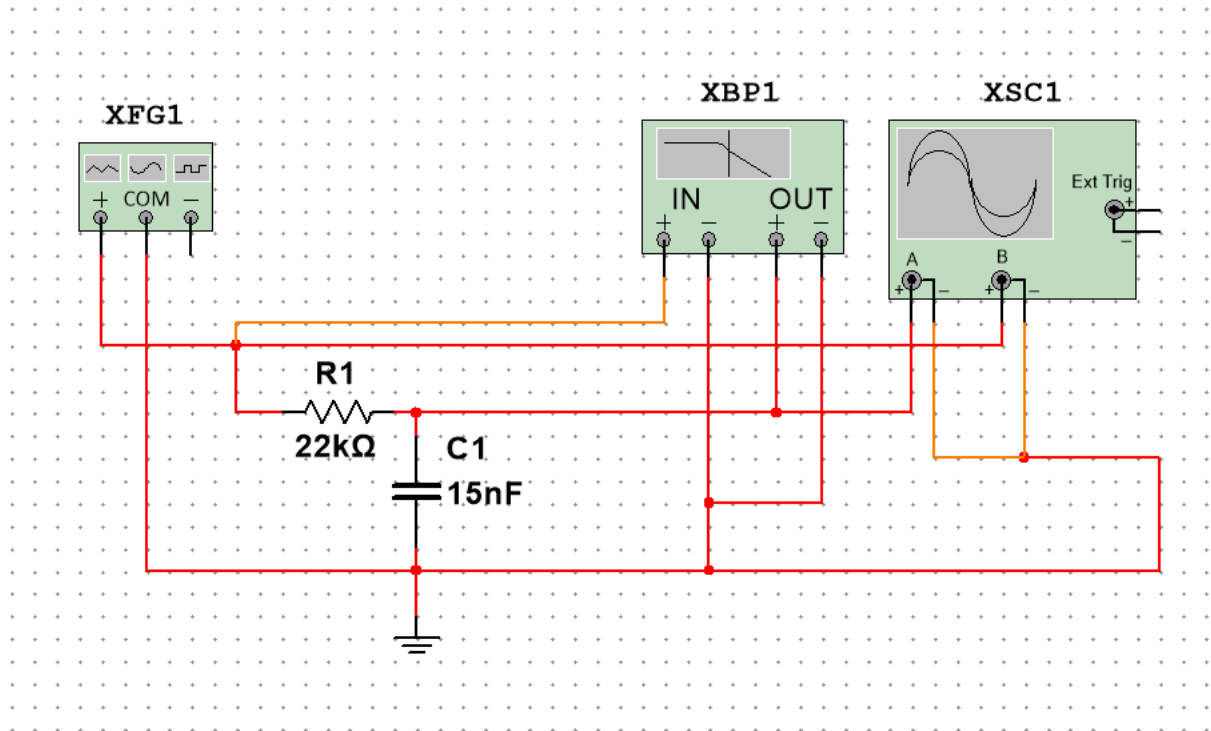 XFG1
+ COM −
XBP1
IN OUT
+ − + −
XSC1
Ext Trig
+
−
A B
+ − + −
R1
22kΩ
C1
15nF